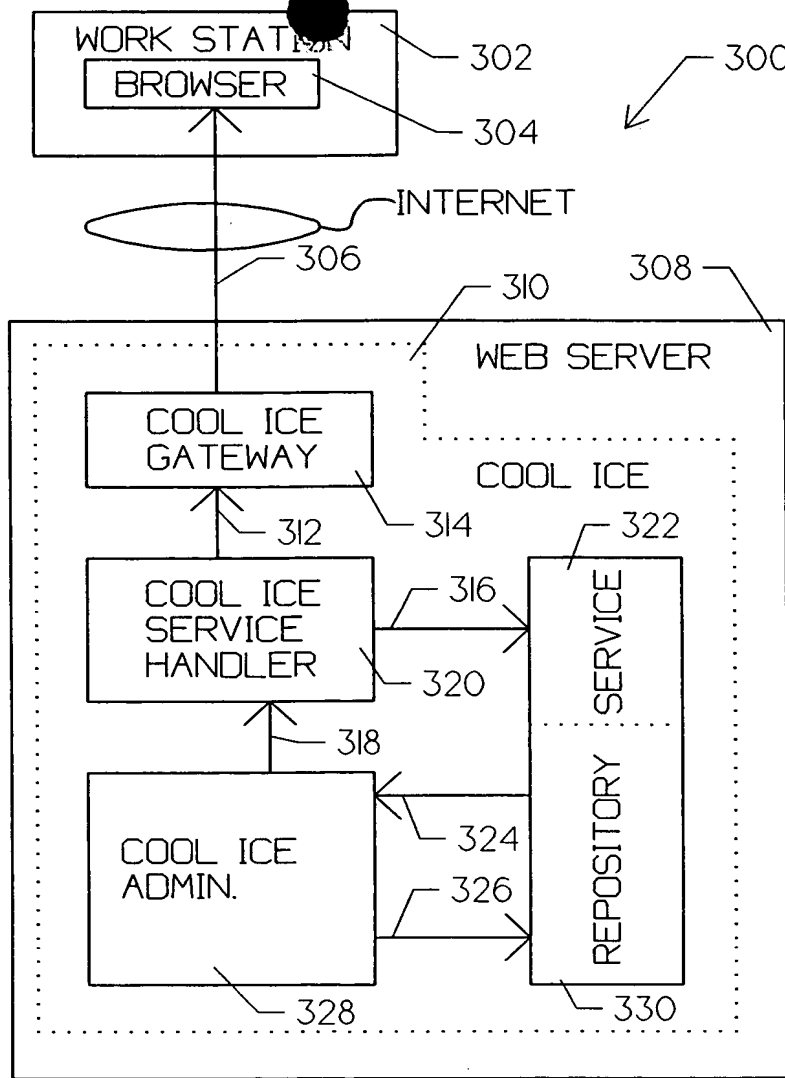 WORK STATION
302
300
BROWSER
304
INTERNET
306
310
308
WEB SERVER
COOL ICE
GATEWAY
COOL ICE
312
314
322
COOL ICE
SERVICE
HANDLER
316
320
SERVICE
318
COOL ICE
ADMIN.
324
326
REPOSITORY
328
330